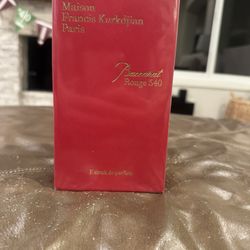 Maison
Francis Kurkdjian
Paris
Baccarat
Rouge 540
Extrait de parfum